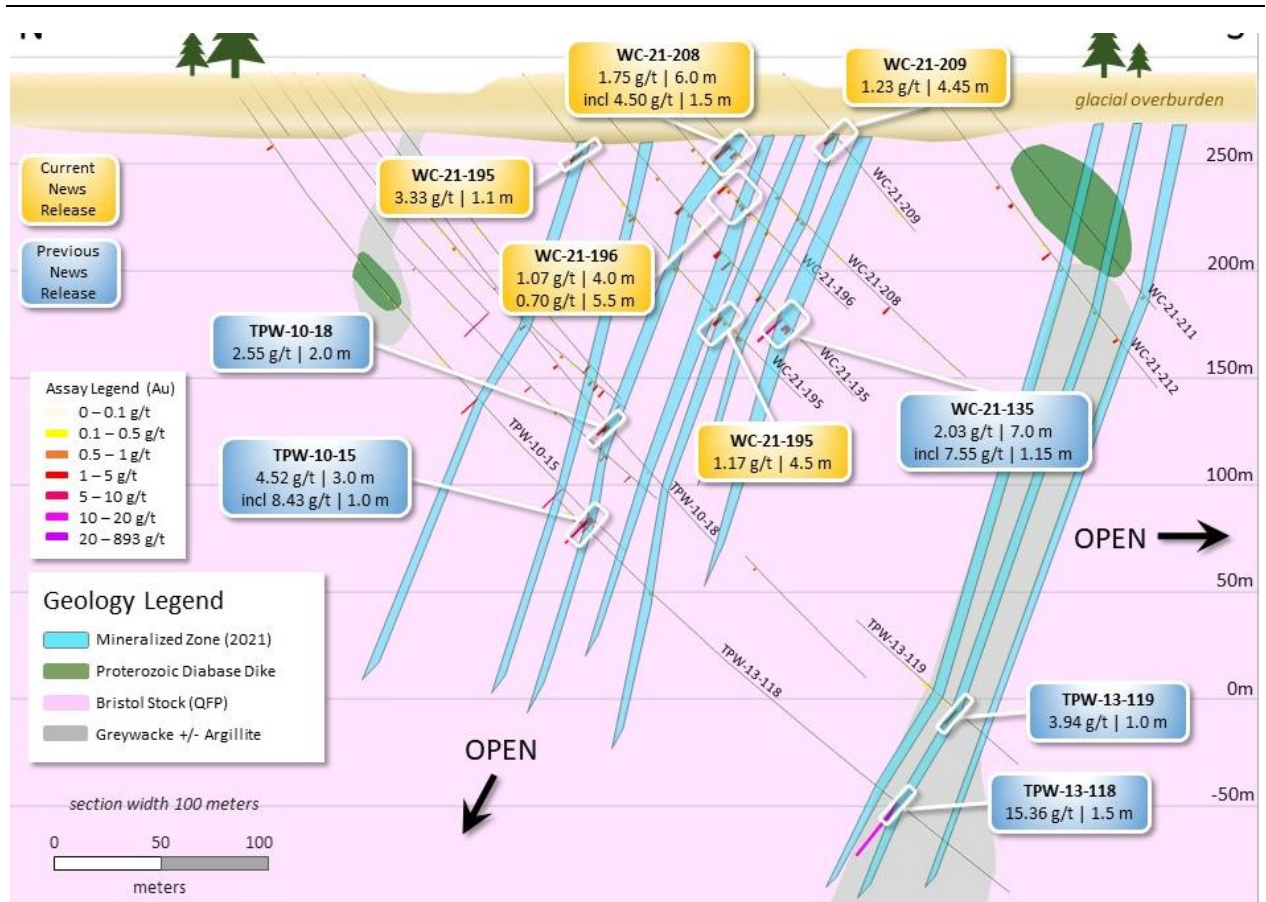 WC-21-208
1.75 g/t | 6.0 m
incl 4.50 g/t | 1.5 m
WC-21-209
1.23 g/t | 4.45 m
glacial overburden
250m
Current
News
Release
WC-21-195
3.33 g/t | 1.1 m
WC-21-209
Previous
News
Release
WC-21-196
1.07 g/t | 4.0 m
0.70 g/t | 5.5 m
200m
WC-21-196
WC-21-208
WC-21-211
WC-21-212
TPW-10-18
2.55 g/t | 2.0 m
150m
WC-21-195
WC-21-135
Assay Legend (Au)
0 – 0.1 g/t
0.1 – 0.5 g/t
0.5 – 1 g/t
1 – 5 g/t
5 – 10 g/t
10 – 20 g/t
20 – 893 g/t
TPW-10-15
WC-21-135
2.03 g/t | 7.0 m
incl 7.55 g/t | 1.15 m
WC-21-195
1.17 g/t | 4.5 m
TPW-10-15
4.52 g/t | 3.0 m
incl 8.43 g/t | 1.0 m
100m
TPW-10-18
OPEN
50m
Geology Legend
Mineralized Zone (2021)
Proterozoic Diabase Dike
Bristol Stock (QFP)
Greywacke +/- Argillite
TPW-13-118
TPW-13-119
0m
TPW-13-119
3.94 g/t | 1.0 m
OPEN
-50m
TPW-13-118
15.36 g/t | 1.5 m
section width 100 meters
0 50 100
meters